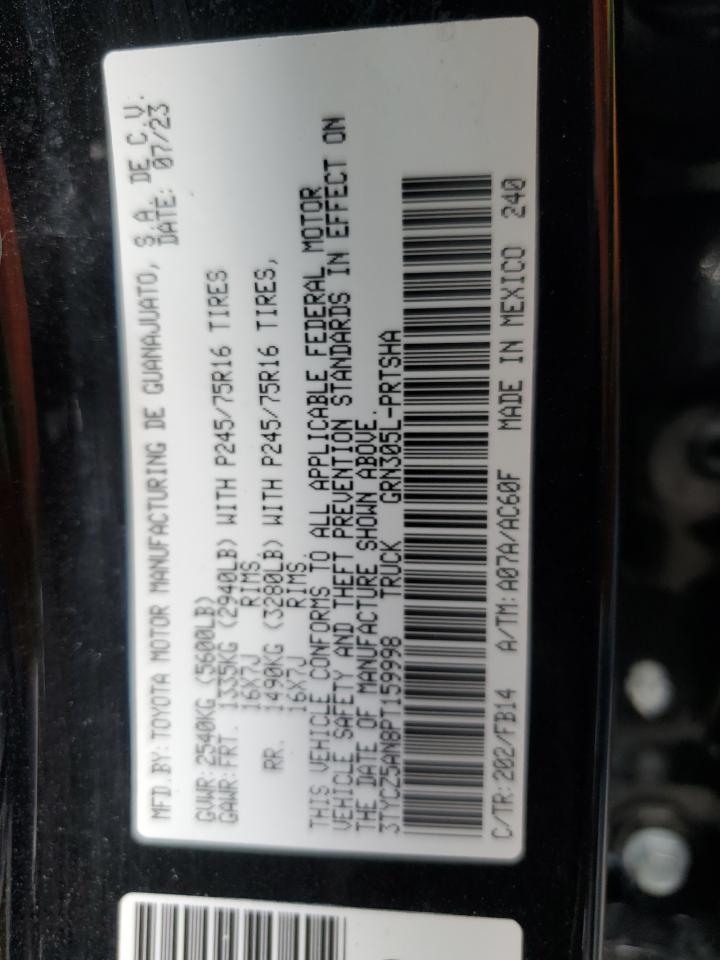 MFD.BY: TOYOTA MOTOR MANUFACTURING DE GUANAJUATO, S.A. DE C.V.
DATE: 07/23
GVWR: 2540KG (5600LB)
GAWR: FRT. 1335KG (2940LB) WITH P245/75R16 TIRES
16X7J RIMS
RR. 1490KG (3280LB) WITH P245/75R16 TIRES,
16X7J RIMS.
THIS VEHICLE CONFORMS TO ALL APPLICABLE FEDERAL MOTOR
VEHICLE SAFETY AND THEFT PREVENTION STANDARDS IN EFFECT ON
THE DATE OF MANUFACTURE SHOWN ABOVE.
3TYCZ5AN8PT159998 TRUCK GRN305L-PRTSHA
C/TR: 202/FB14 A/TM: A07A/AC60F MADE IN MEXICO 240